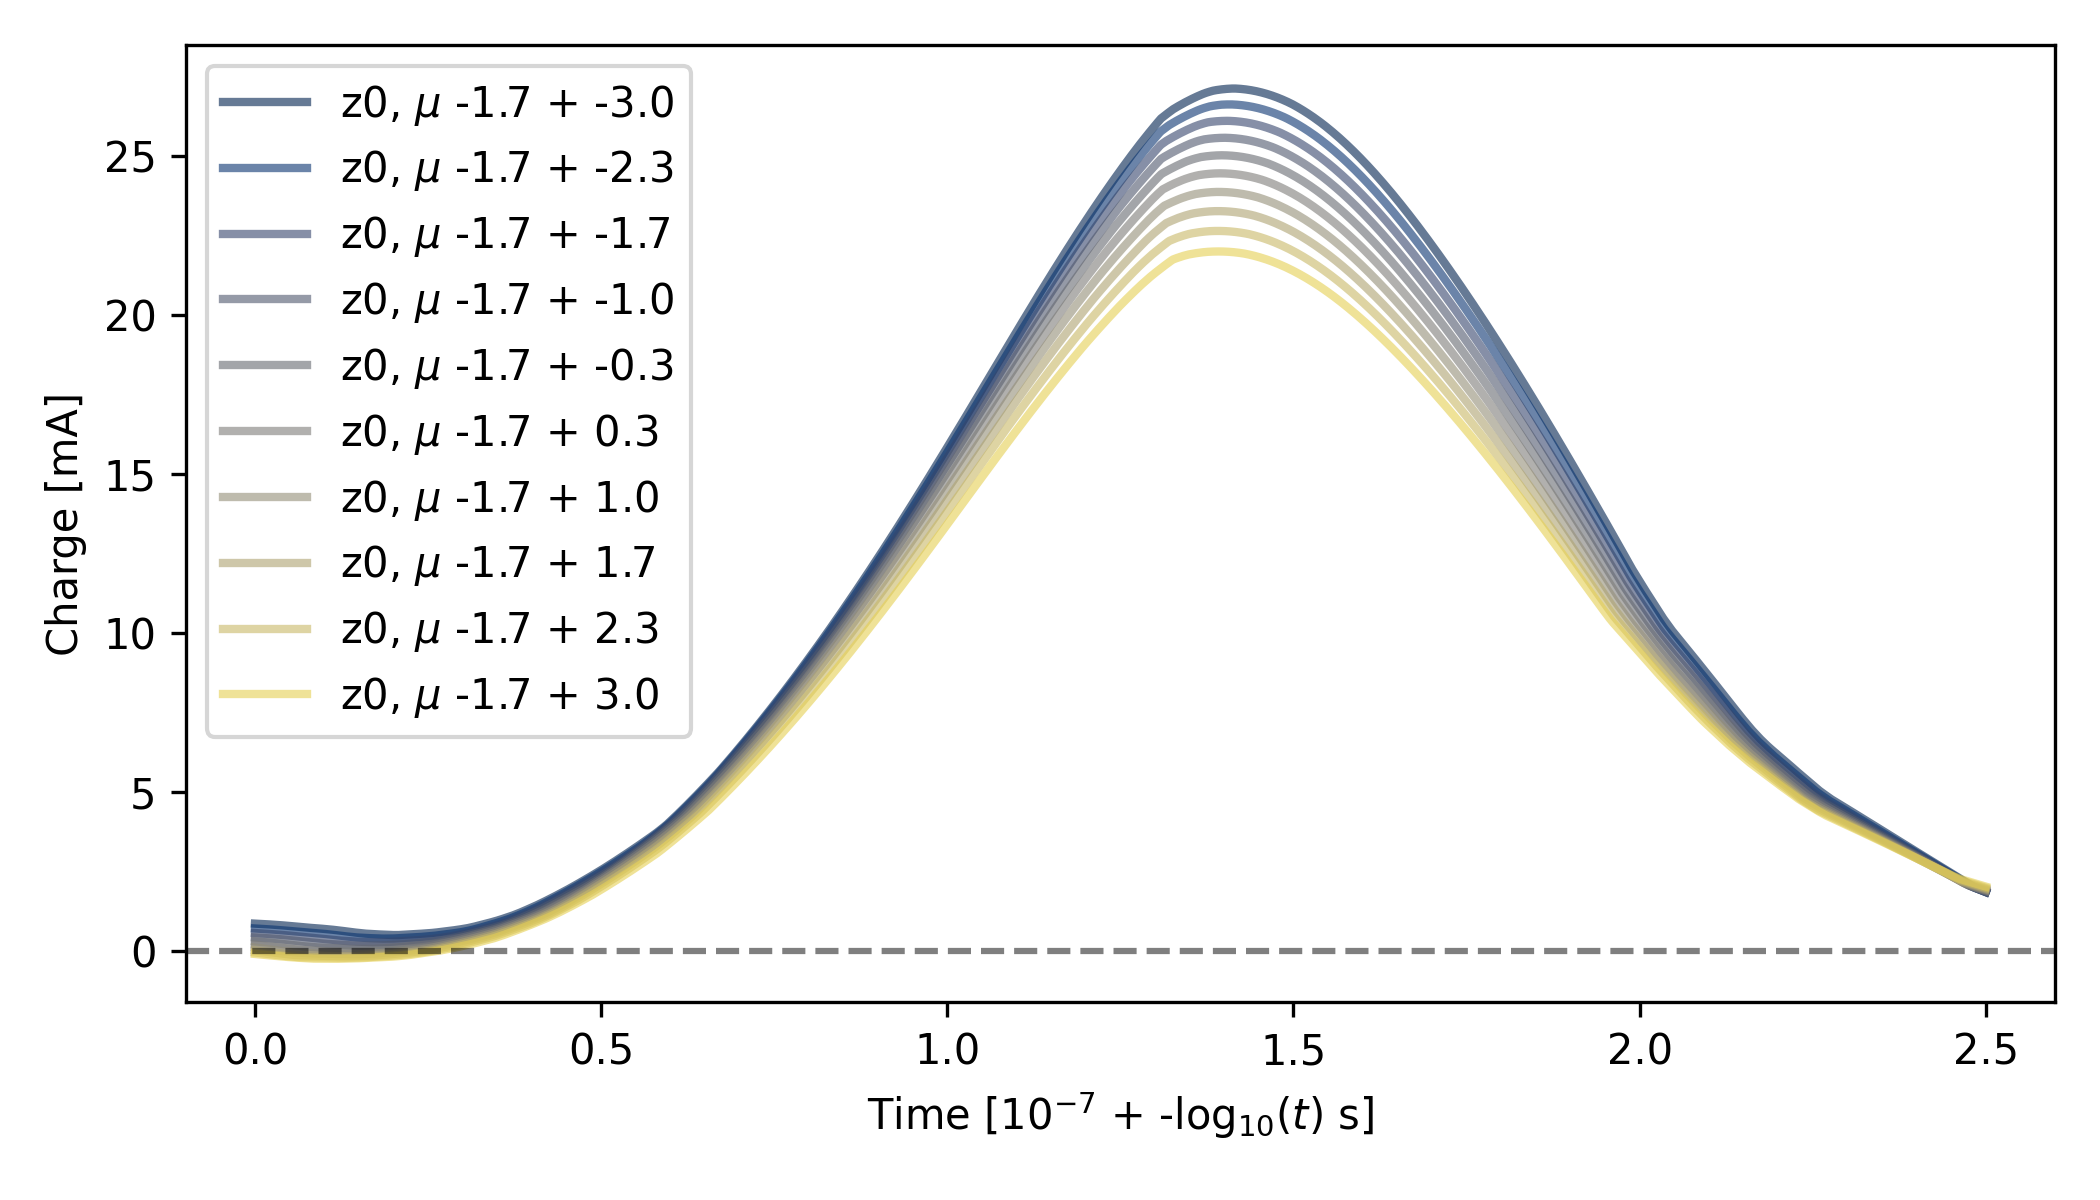 z0, μ -1.7 + -3.0
z0, μ -1.7 + -2.3
z0, μ -1.7 + -1.7
z0, μ -1.7 + -1.0
z0, μ -1.7 + -0.3
z0, μ -1.7 + 0.3
z0, μ -1.7 + 1.0
z0, μ -1.7 + 1.7
z0, μ -1.7 + 2.3
z0, μ -1.7 + 3.0
25
20
15
10
5
0
Charge [mA]
0.0 0.5 1.0 1.5 2.0 2.5
Time [10⁻⁷ + -log₁₀(t) s]